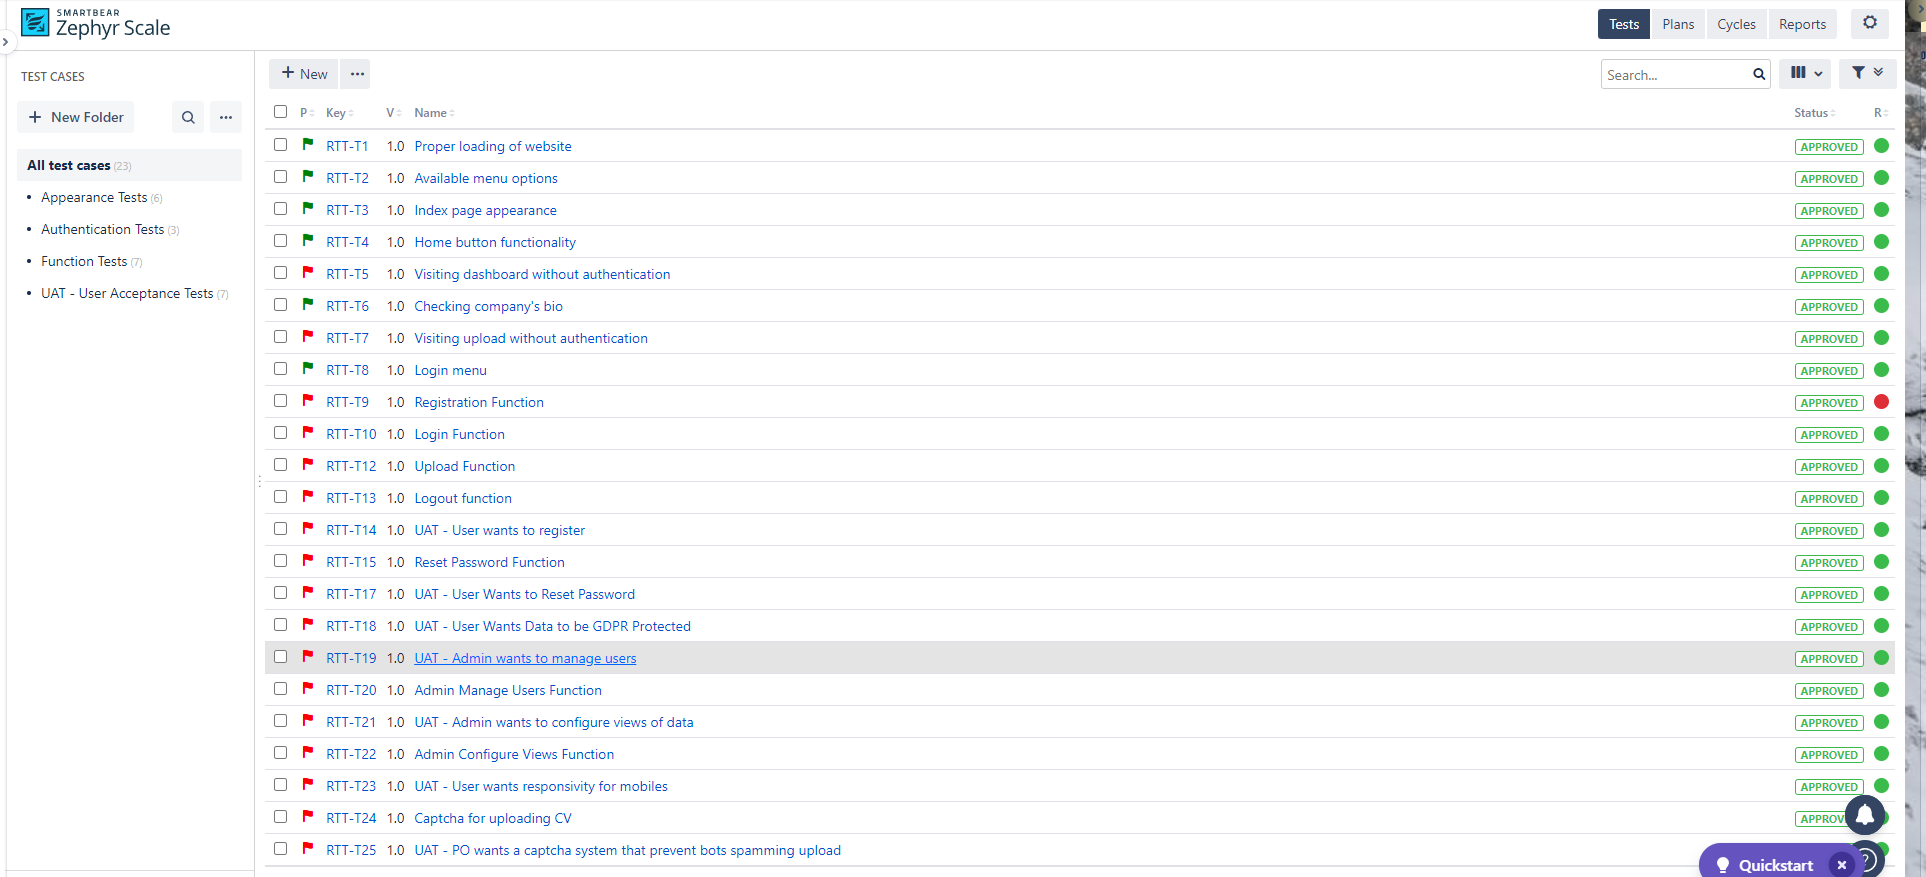 SMARTBEAR
Zephyr Scale
Tests Plans Cycles Reports
TEST CASES
+ New ...
Search...
+ New Folder ...
P Key V Name Status R
All test cases (23)
• Appearance Tests (6)
• Authentication Tests (3)
• Function Tests (7)
• UAT - User Acceptance Tests (7)
RTT-T1 1.0 Proper loading of website APPROVED
RTT-T2 1.0 Available menu options APPROVED
RTT-T3 1.0 Index page appearance APPROVED
RTT-T4 1.0 Home button functionality APPROVED
RTT-T5 1.0 Visiting dashboard without authentication APPROVED
RTT-T6 1.0 Checking company's bio APPROVED
RTT-T7 1.0 Visiting upload without authentication APPROVED
RTT-T8 1.0 Login menu APPROVED
RTT-T9 1.0 Registration Function APPROVED
RTT-T10 1.0 Login Function APPROVED
RTT-T12 1.0 Upload Function APPROVED
RTT-T13 1.0 Logout function APPROVED
RTT-T14 1.0 UAT - User wants to register APPROVED
RTT-T15 1.0 Reset Password Function APPROVED
RTT-T17 1.0 UAT - User Wants to Reset Password APPROVED
RTT-T18 1.0 UAT - User Wants Data to be GDPR Protected APPROVED
RTT-T19 1.0 UAT - Admin wants to manage users APPROVED
RTT-T20 1.0 Admin Manage Users Function APPROVED
RTT-T21 1.0 UAT - Admin wants to configure views of data APPROVED
RTT-T22 1.0 Admin Configure Views Function APPROVED
RTT-T23 1.0 UAT - User wants responsivity for mobiles APPROVED
RTT-T24 1.0 Captcha for uploading CV APPROV
RTT-T25 1.0 UAT - PO wants a captcha system that prevent bots spamming upload
Quickstart × ?